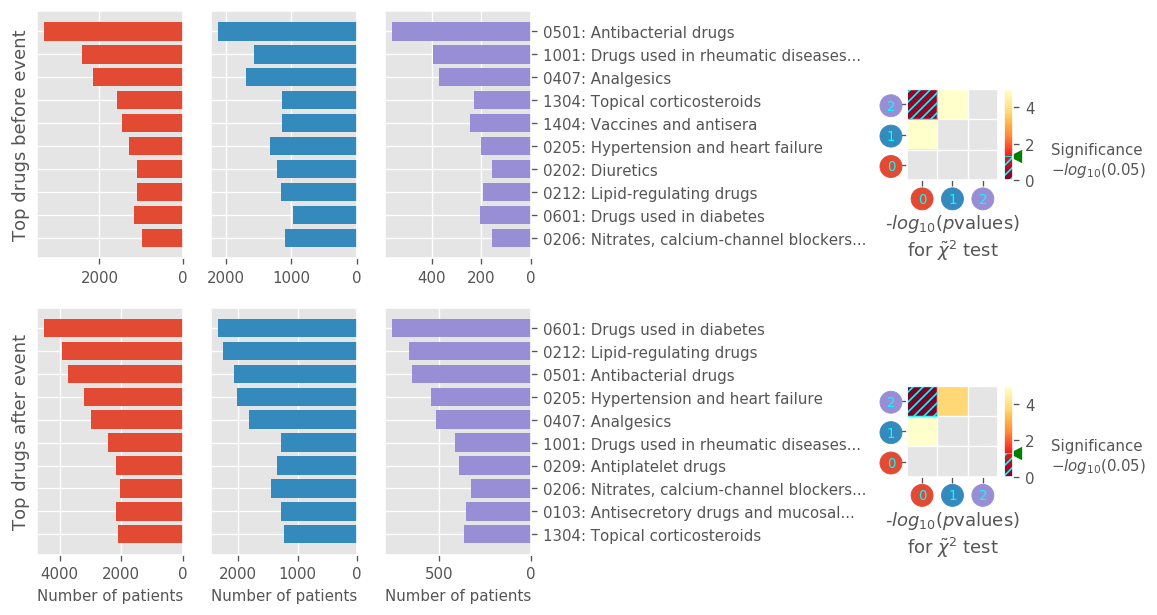 Top drugs before event
0501: Antibacterial drugs
1001: Drugs used in rheumatic diseases...
0407: Analgesics
1304: Topical corticosteroids
1404: Vaccines and antisera
0205: Hypertension and heart failure
0202: Diuretics
0212: Lipid-regulating drugs
0601: Drugs used in diabetes
0206: Nitrates, calcium-channel blockers...
2000 0
2000 1000 0
400 200 0
2
1
0
0 1 2
4
2
0
Significance
−log₁₀(0.05)
-log₁₀(pvalues)
for χ̃² test
Top drugs after event
0601: Drugs used in diabetes
0212: Lipid-regulating drugs
0501: Antibacterial drugs
0205: Hypertension and heart failure
0407: Analgesics
1001: Drugs used in rheumatic diseases...
0209: Antiplatelet drugs
0206: Nitrates, calcium-channel blockers...
0103: Antisecretory drugs and mucosal...
1304: Topical corticosteroids
4000 2000 0
2000 1000 0
500 0
Number of patients
Number of patients
Number of patients
2
1
0
0 1 2
4
2
0
Significance
−log₁₀(0.05)
-log₁₀(pvalues)
for χ̃² test